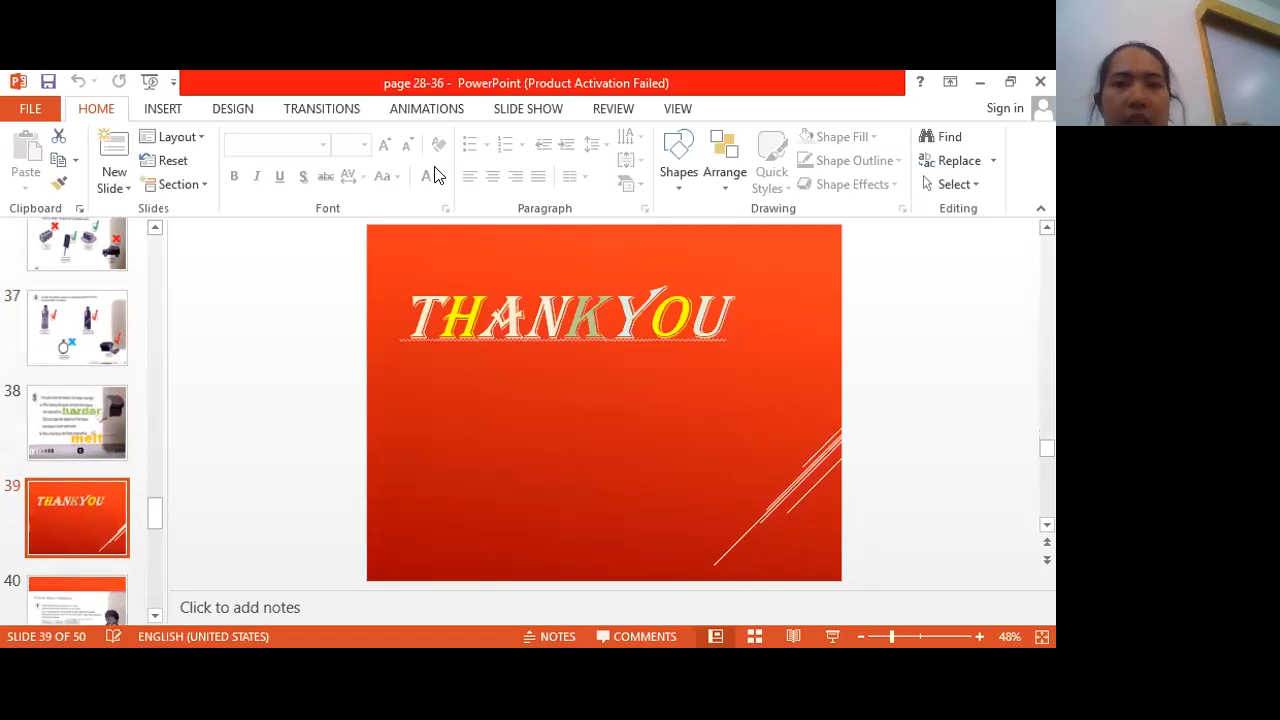 page 28-36 - PowerPoint (Product Activation Failed)
FILE HOME INSERT DESIGN TRANSITIONS ANIMATIONS SLIDE SHOW REVIEW VIEW Sign in
Paste
New Slide
Layout
Reset
Section
Shapes
Arrange
Quick Styles
Shape Fill
Shape Outline
Shape Effects
Find
Replace
Select
Clipboard Slides Font Paragraph Drawing Editing
37
38
harder
melt
39
THANKYOU
40
THANKYOU
Click to add notes
SLIDE 39 OF 50 ENGLISH (UNITED STATES) NOTES COMMENTS 48%